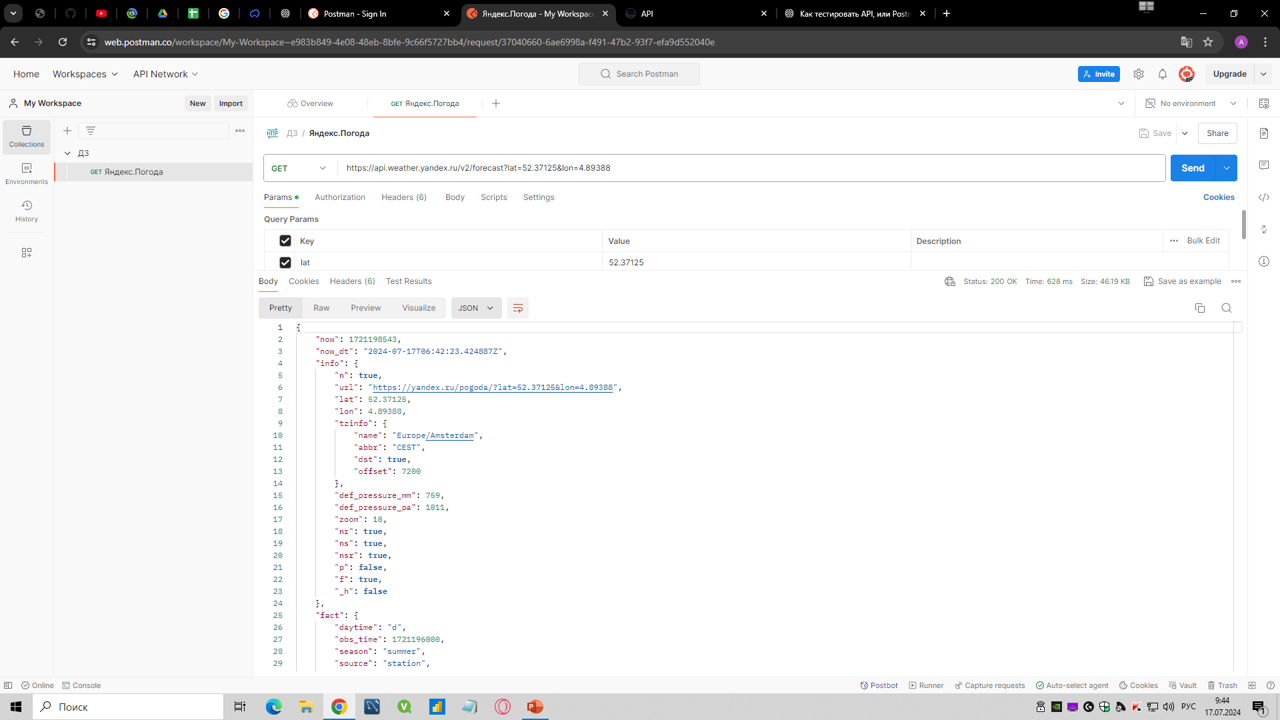 Postman - Sign In
Яндекс.Погода - My Workspac
API
Как тестировать API, или Postm
web.postman.co/workspace/My-Workspace~e983b849-4e08-48eb-8bfe-9c66f5727bb4/request/37040660-6ae6998a-f491-47b2-93f7-efa9d552040e
A
Home
Workspaces
API Network
Search Postman
Invite
Upgrade
My Workspace
New
Import
Overview
GET Яндекс.Погода
No environment
Collections
Environments
History
ДЗ
GET Яндекс.Погода
HTTP
ДЗ / Яндекс.Погода
Save
Share
GET
https://api.weather.yandex.ru/v2/forecast?lat=52.37125&lon=4.89388
Send
Params
Authorization
Headers (6)
Body
Scripts
Settings
Cookies
Query Params
Key
Value
Description
Bulk Edit
lat
52.37125
Body
Cookies
Headers (6)
Test Results
Status: 200 OK
Time: 628 ms
Size: 46.19 KB
Save as example
Pretty
Raw
Preview
Visualize
JSON
1 {
2 "now": 1721198543,
3 "now_dt": "2024-07-17T06:42:23.424887Z",
4 "info": {
5 "n": true,
6 "url": "https://yandex.ru/pogoda/?lat=52.37125&lon=4.89388",
7 "lat": 52.37125,
8 "lon": 4.89388,
9 "tzinfo": {
10 "name": "Europe/Amsterdam",
11 "abbr": "CEST",
12 "dst": true,
13 "offset": 7200
14 },
15 "def_pressure_mm": 759,
16 "def_pressure_pa": 1011,
17 "zoom": 10,
18 "nr": true,
19 "ns": true,
20 "nsr": true,
21 "p": false,
22 "f": true,
23 "_h": false
24 },
25 "fact": {
26 "daytime": "d",
27 "obs_time": 1721196000,
28 "season": "summer",
29 "source": "station",
Online
Console
Postbot
Runner
Capture requests
Auto-select agent
Cookies
Vault
Trash
Поиск
РУС
9:44
17.07.2024
1